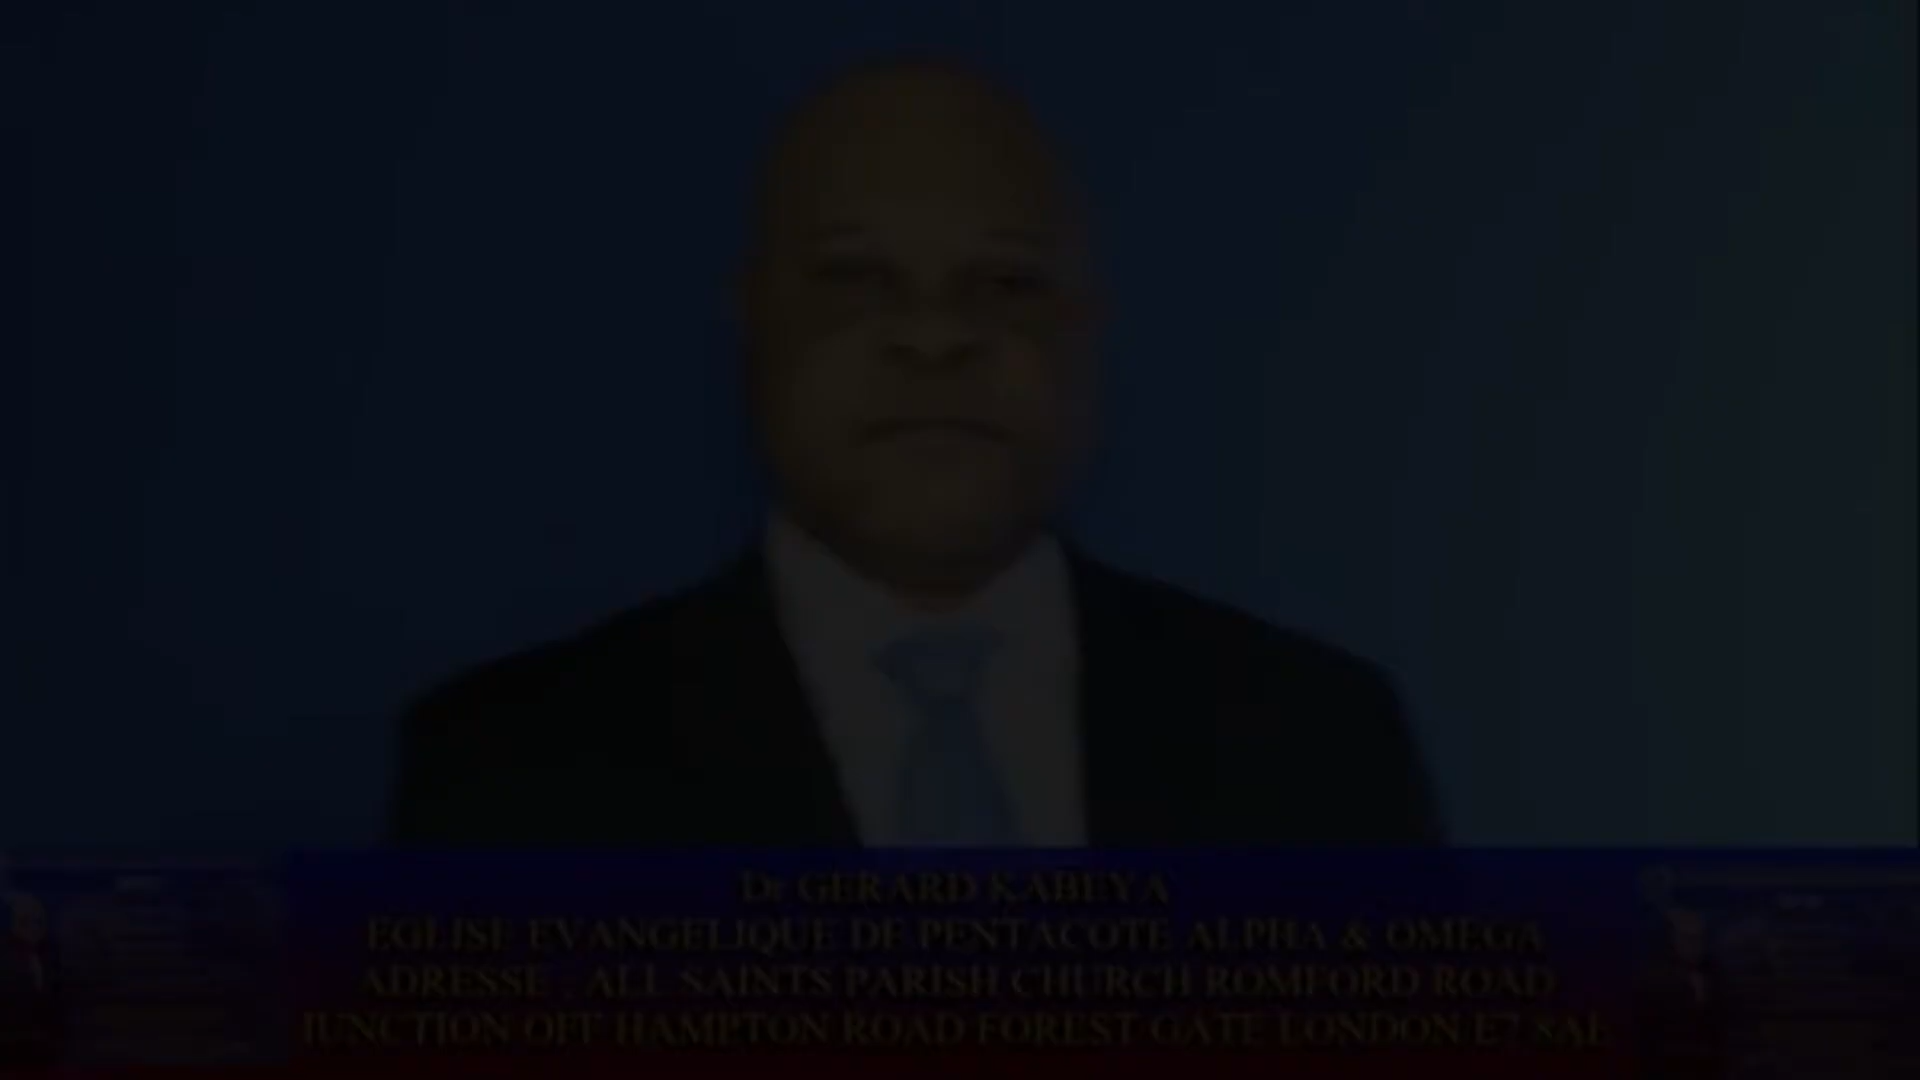 Dr GERARD KABEYA
EGLISE EVANGELIQUE DE PENTACOTE ALPHA & OMEGA
ADRESSE : ALL SAINTS PARISH CHURCH ROMFORD ROAD
JUNCTION OFF HAMPTON ROAD FOREST GATE LONDON E7